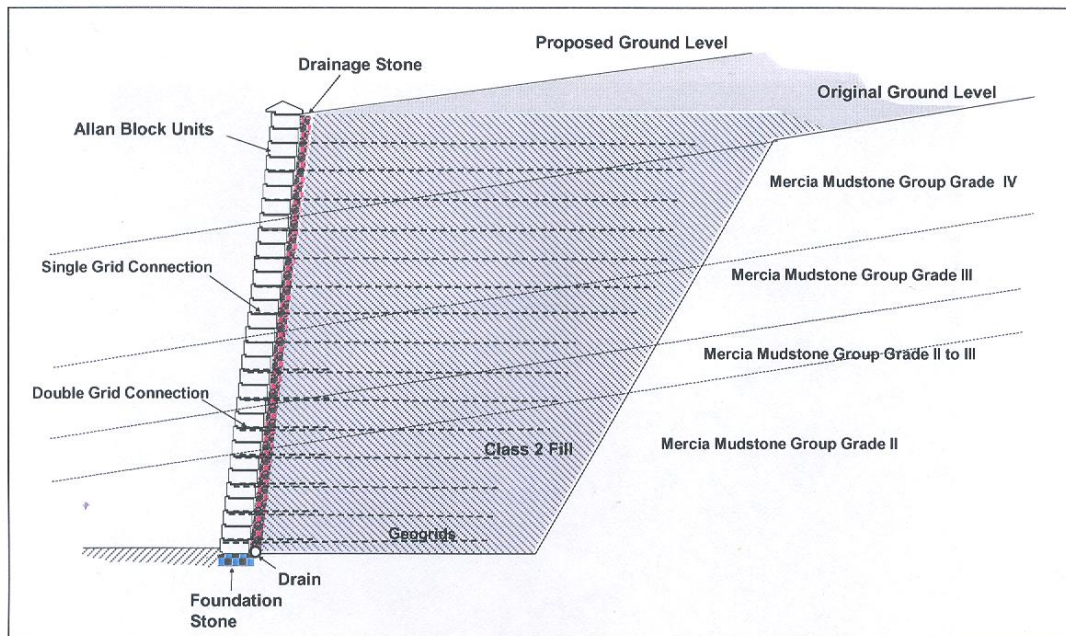 Proposed Ground Level
Drainage Stone
Original Ground Level
Allan Block Units
Mercia Mudstone Group Grade IV
Single Grid Connection
Mercia Mudstone Group Grade III
Mercia Mudstone Group Grade II to III
Double Grid Connection
Mercia Mudstone Group Grade II
Class 2 Fill
Geogrids
Drain
Foundation
Stone